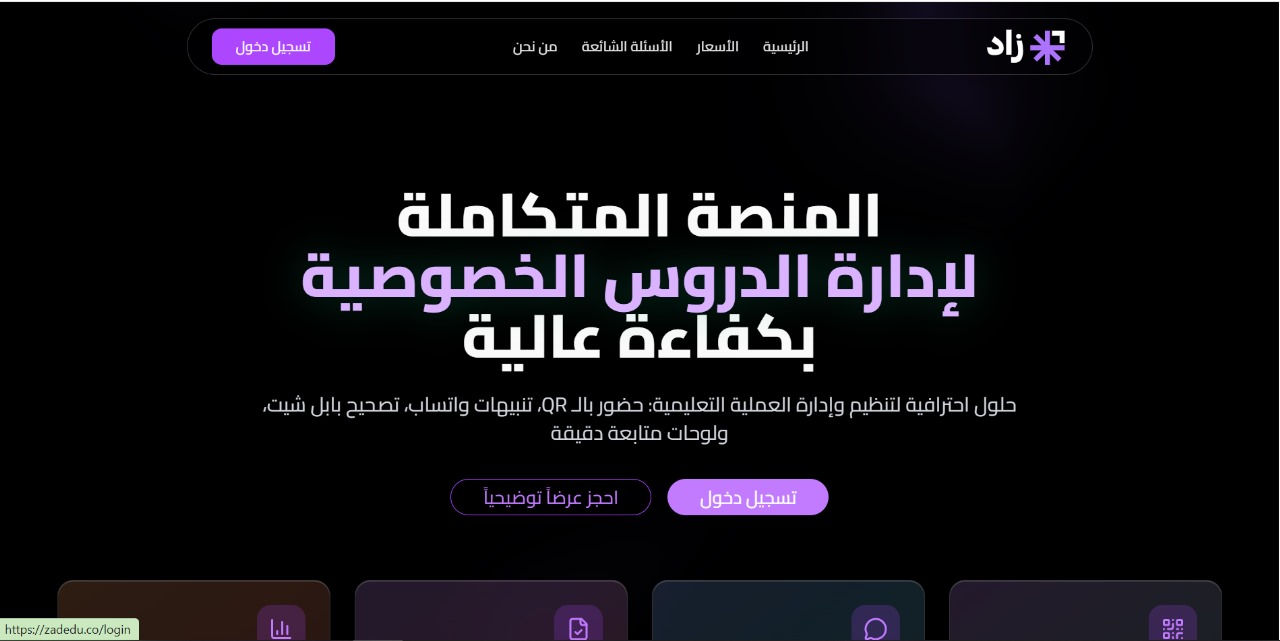 زاد
الرئيسية
الأسعار
الأسئلة الشائعة
من نحن
تسجيل دخول
المنصة المتكاملة
لإدارة الدروس الخصوصية
بكفاءة عالية
حلول احترافية لتنظيم وإدارة العملية التعليمية: حضور بالـ QR، تنبيهات واتساب، تصحيح بابل شيت،
ولوحات متابعة دقيقة
تسجيل دخول
احجز عرضاً توضيحياً
https://zadedu.co/login